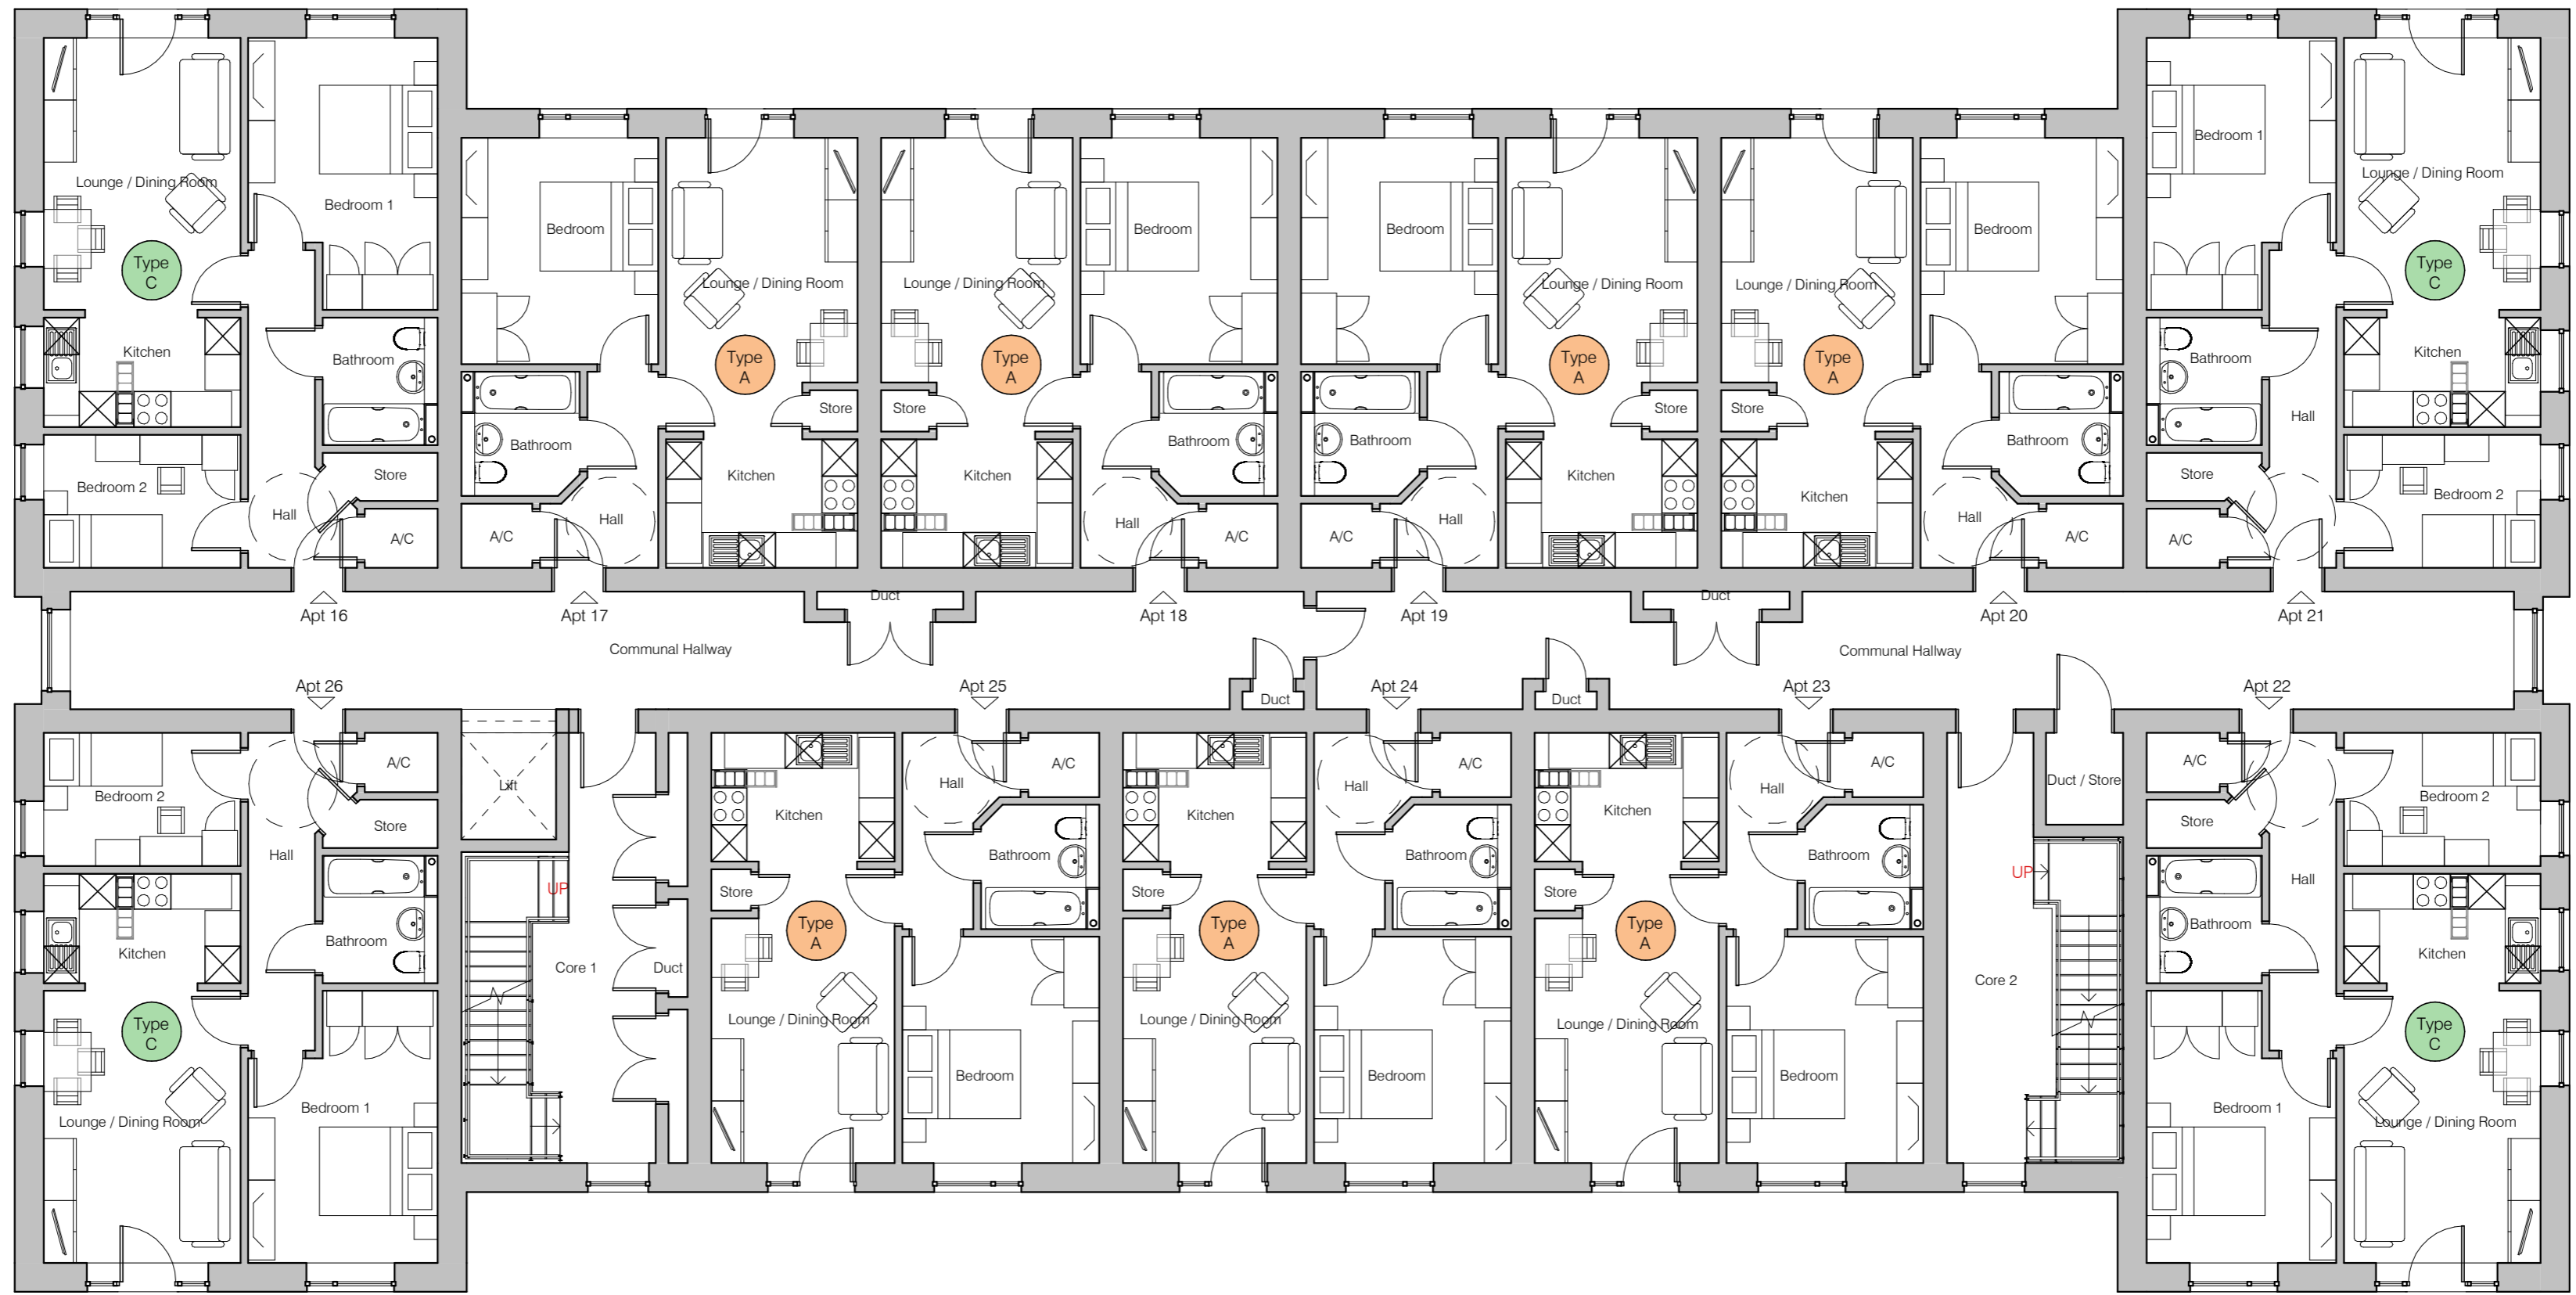 Lounge / Dining Room
Bedroom 1
Type
C
Kitchen
Bathroom
Bedroom 2
Store
Hall
A/C
Bedroom
Lounge / Dining Room
Type
A
Store
Bathroom
Kitchen
A/C
Hall
Lounge / Dining Room
Bedroom
Type
A
Store
Kitchen
Bathroom
Hall
A/C
Bedroom
Lounge / Dining Room
Type
A
Store
Bathroom
Kitchen
A/C
Hall
Lounge / Dining Room
Bedroom
Type
A
Store
Kitchen
Bathroom
Hall
A/C
Bedroom 1
Lounge / Dining Room
Type
C
Bathroom
Kitchen
Hall
Store
Bedroom 2
A/C
Apt 16
Apt 17
Duct
Apt 18
Apt 19
Duct
Apt 20
Apt 21
Communal Hallway
Communal Hallway
Apt 26
Apt 25
Duct
Apt 24
Duct
Apt 23
Apt 22
Bedroom 2
A/C
Store
Hall
Bathroom
Kitchen
Type
C
Lounge / Dining Room
Bedroom 1
Lift
UP
Core 1
Duct
Kitchen
Hall
A/C
Bathroom
Store
Type
A
Lounge / Dining Room
Bedroom
Kitchen
Hall
A/C
Bathroom
Store
Type
A
Lounge / Dining Room
Bedroom
Kitchen
Hall
A/C
Bathroom
Store
Type
A
Lounge / Dining Room
Bedroom
Duct / Store
UP
Core 2
A/C
Store
Bedroom 2
Hall
Bathroom
Kitchen
Type
C
Bedroom 1
Lounge / Dining Room